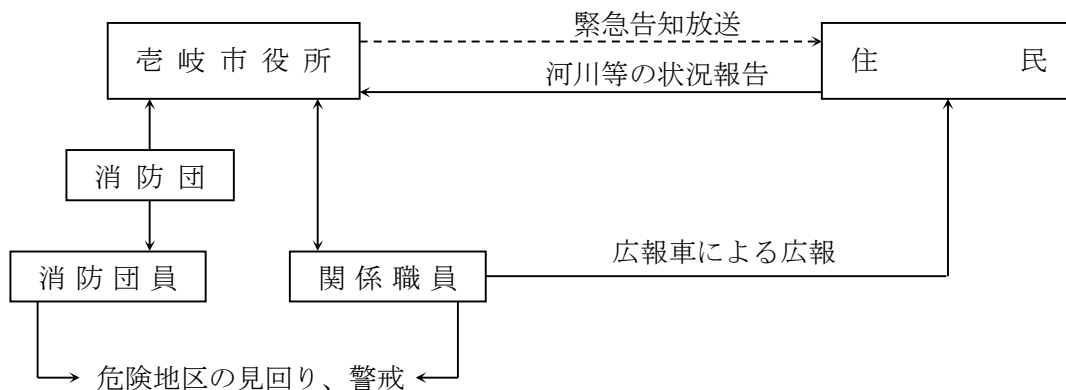 緊急告知放送
壱岐市役所
住民
河川等の状況報告
消防団
消防団員
関係職員
広報車による広報
危険地区の見回り、警戒